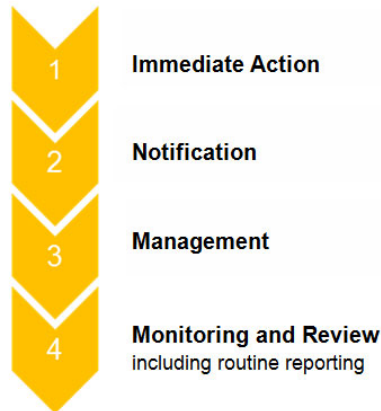 1
Immediate Action
2
Notification
3
Management
4
Monitoring and Review
including routine reporting